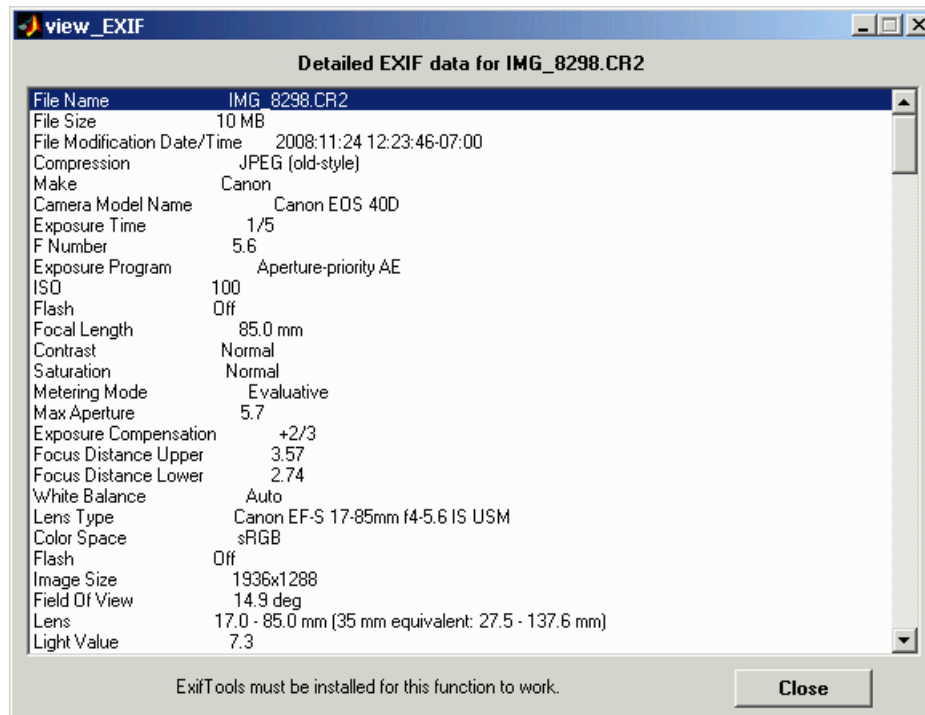 view_EXIF
Detailed EXIF data for IMG_8298.CR2
File Name IMG_8298.CR2
File Size 10 MB
File Modification Date/Time 2008:11:24 12:23:46-07:00
Compression JPEG (old-style)
Make Canon
Camera Model Name Canon EOS 40D
Exposure Time 1/5
F Number 5.6
Exposure Program Aperture-priority AE
ISO 100
Flash Off
Focal Length 85.0 mm
Contrast Normal
Saturation Normal
Metering Mode Evaluative
Max Aperture 5.7
Exposure Compensation +2/3
Focus Distance Upper 3.57
Focus Distance Lower 2.74
White Balance Auto
Lens Type Canon EF-S 17-85mm f4-5.6 IS USM
Color Space sRGB
Flash Off
Image Size 1936x1288
Field Of View 14.9 deg
Lens 17.0 - 85.0 mm (35 mm equivalent: 27.5 - 137.6 mm)
Light Value 7.3
ExifTools must be installed for this function to work.
Close